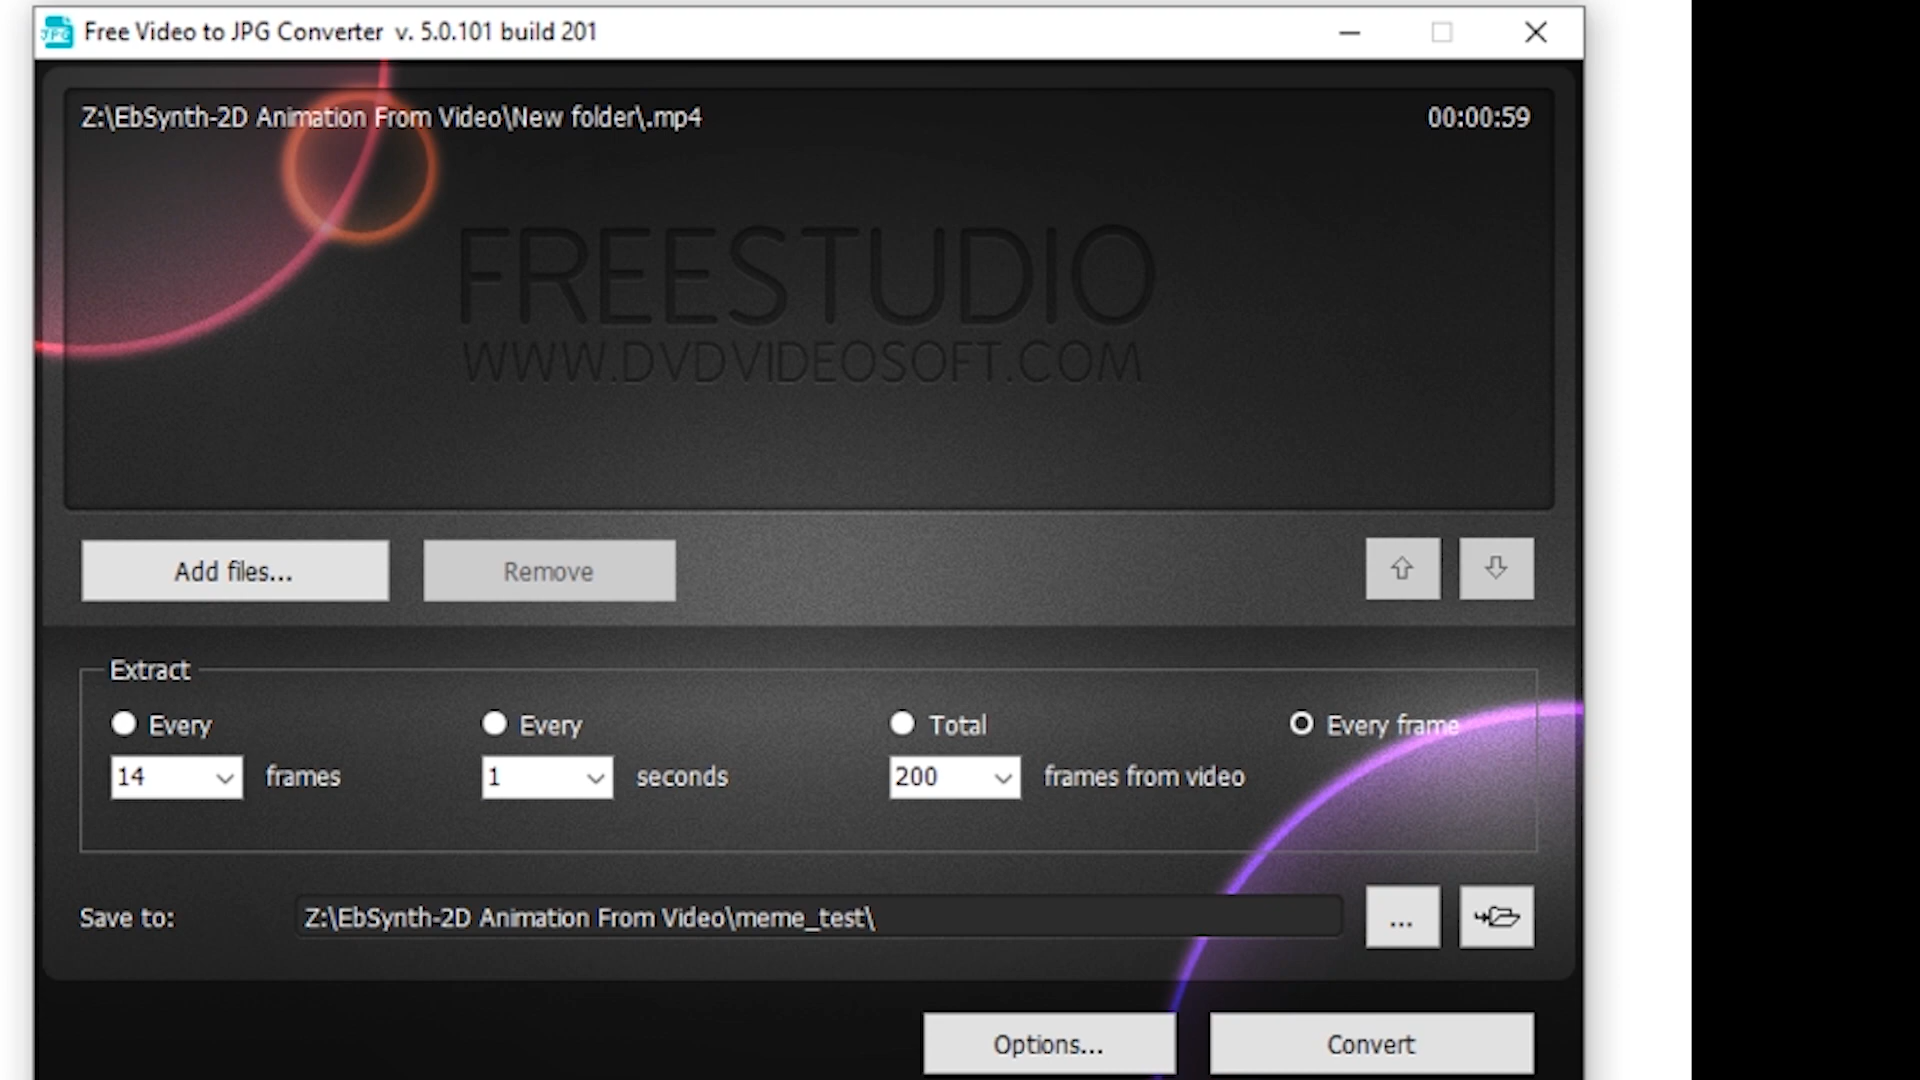 JPG
Free Video to JPG Converter v. 5.0.101 build 201
Z:\EbSynth-2D Animation From Video\New folder\.mp4 00:00:59
FREESTUDIO
WWW.DVDVIDEOSOFT.COM
Add files... Remove
Extract
Every Every Total Every frame
14 frames 1 seconds 200 frames from video
Save to: Z:\EbSynth-2D Animation From Video\meme_test\ ...
Options... Convert